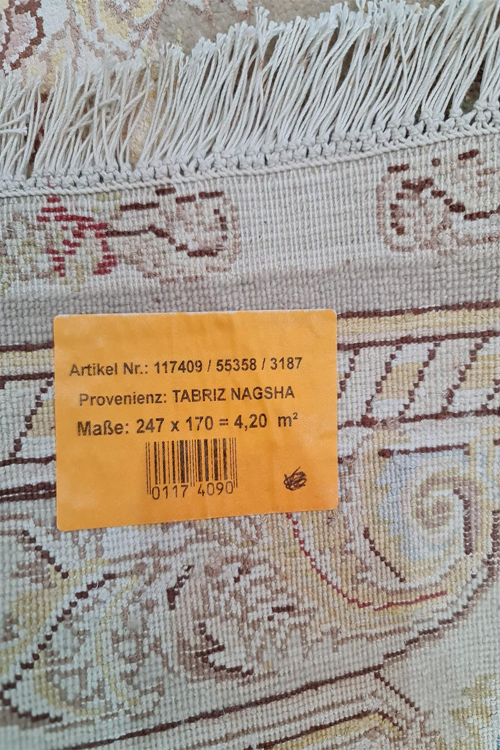 Artikel Nr.: 117409 / 55358 / 3187
Provenienz: TABRIZ NAGSHA
Maße: 247 x 170 = 4,20 m²
0117 4090